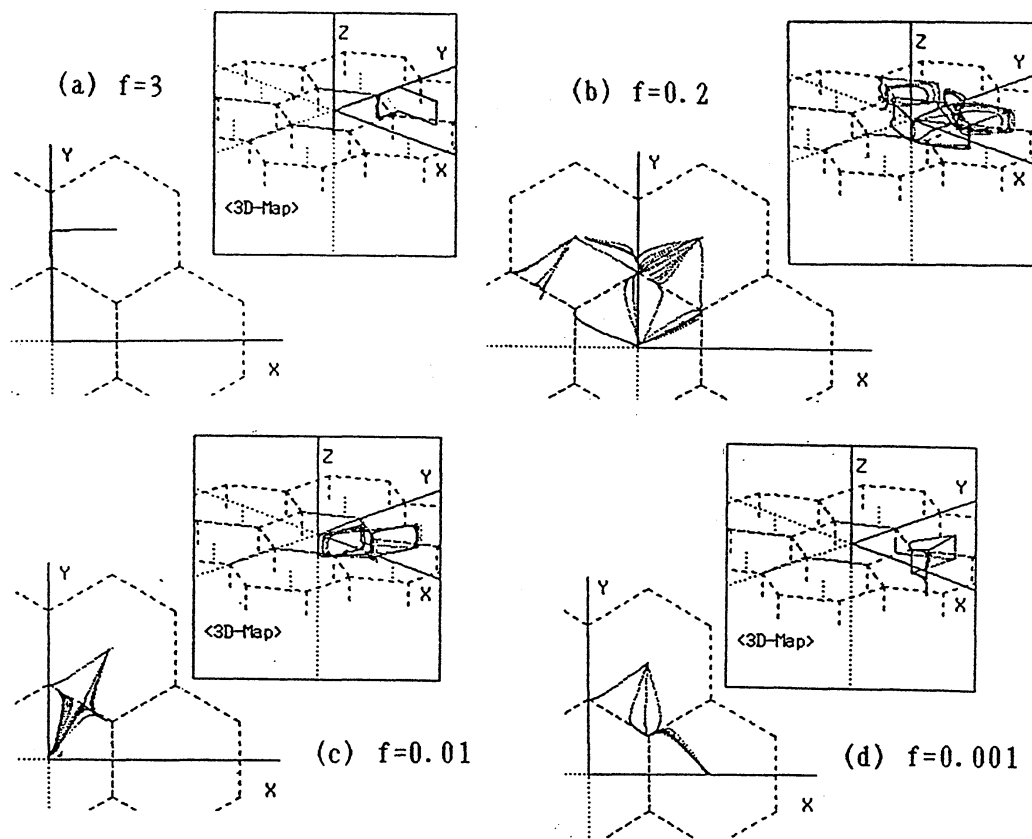 (a) f=3
Z
Y
X
<3D-Map>
Y
X
(b) f=0.2
Z
Y
X
Y
X
Z
Y
X
<3D-Map>
Y
X
(c) f=0.01
Z
Y
X
<3D-Map>
Y
X
(d) f=0.001